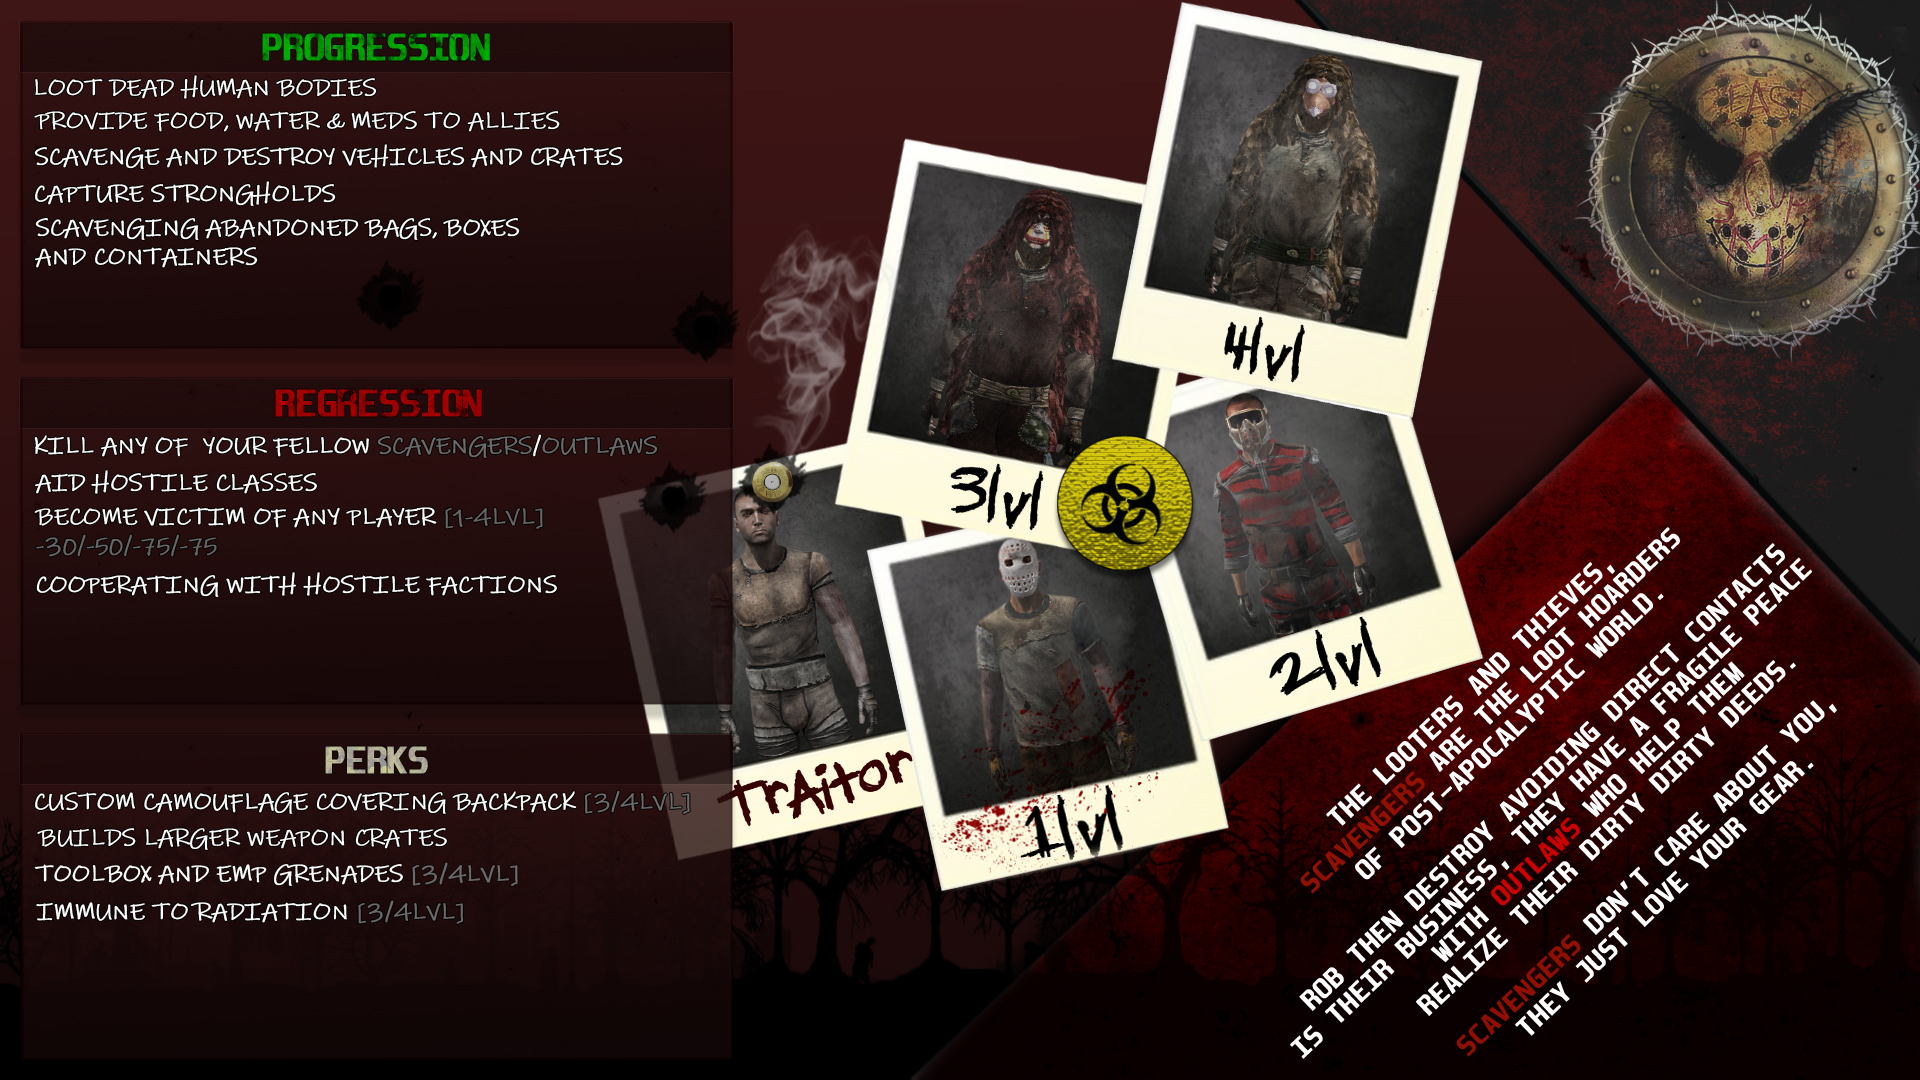 PROGRESSION
LOOT DEAD HUMAN BODIES
PROVIDE FOOD, WATER & MEDS TO ALLIES
SCAVENGE AND DESTROY VEHICLES AND CRATES
CAPTURE STRONGHOLDS
SCAVENGING ABANDONED BAGS, BOXES
AND CONTAINERS
REGRESSION
KILL ANY OF YOUR FELLOW SCAVENGERS/OUTLAWS
AID HOSTILE CLASSES
BECOME VICTIM OF ANY PLAYER [1-4LVL]
-30/-50/-75/-75
COOPERATING WITH HOSTILE FACTIONS
PERKS
CUSTOM CAMOUFLAGE COVERING BACKPACK [3/4LVL]
BUILDS LARGER WEAPON CRATES
TOOLBOX AND EMP GRENADES [3/4LVL]
IMMUNE TO RADIATION [3/4LVL]
4lvl
3lvl
2lvl
TrAitor
1lvl
THE LOOTERS AND THIEVES,
SCAVENGERS ARE THE LOOT HOARDERS
OF POST-APOCALYPTIC WORLD.
ROB THEN DESTROY AVOIDING DIRECT CONTACTS
IS THEIR BUSINESS, THEY HAVE A FRAGILE PEACE
WITH OUTLAWS WHO HELP THEM
REALIZE THEIR DIRTY DIRTY DEEDS.
SCAVENGERS DON'T CARE ABOUT YOU,
THEY JUST LOVE YOUR GEAR.